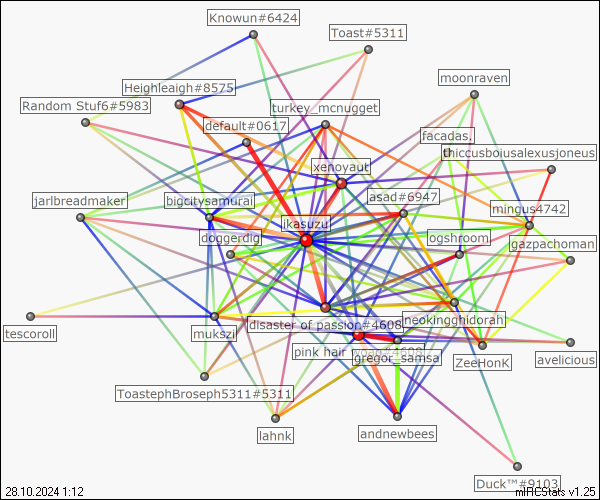 Knowun#6424
Toast#5311
moonraven
Heighleaigh#8575
Random Stuf6#5983
turkey_mcnugget
default#0617
facadas.
thiccusboiusalexusjoneus
xenoyaut
jarlbreadmaker
bigcitysamurai
asad#6947
mingus4742
ikasuzu
doggerdig
ogshroom
gazpachoman
neokingghidorah
disaster of passion#4608
tescoroll
mukszil
pink hair
gregor_samsa
ZeeHonK
avelicious
ToastephBroseph5311#5311
lahnk
andnewbees
Duck™#9103
28.10.2024 1:12
mIRCStats v1.25